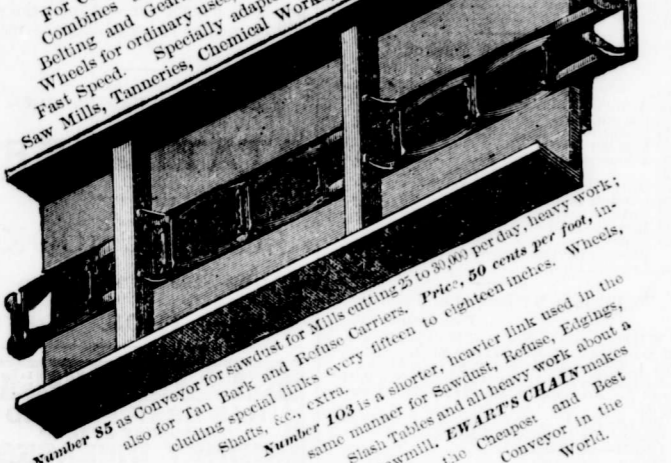 For
Combines
Belting and Gear
Wheels for ordinary use,
Fast Speed. Specially adap
Saw Mills, Tanneries, Chemical Work
Number 85 as Conveyor for sawdust for Mills cutting 25 to 30,000 per day, heavy work;
also for Tan Bark and Refuse Carriers. Price, 50 cents per foot, in-
cluding special links every fifteen to eighteen inches. Wheels,
Shafts, &c., extra.
Number 103 is a shorter, heavier link used in the
same manner for Sawdust, Refuse, Edgings,
Slash Tables and all heavy work about a
sawmill. EWART'S CHAIN makes
the Cheapest and Best
Conveyor in the
World.